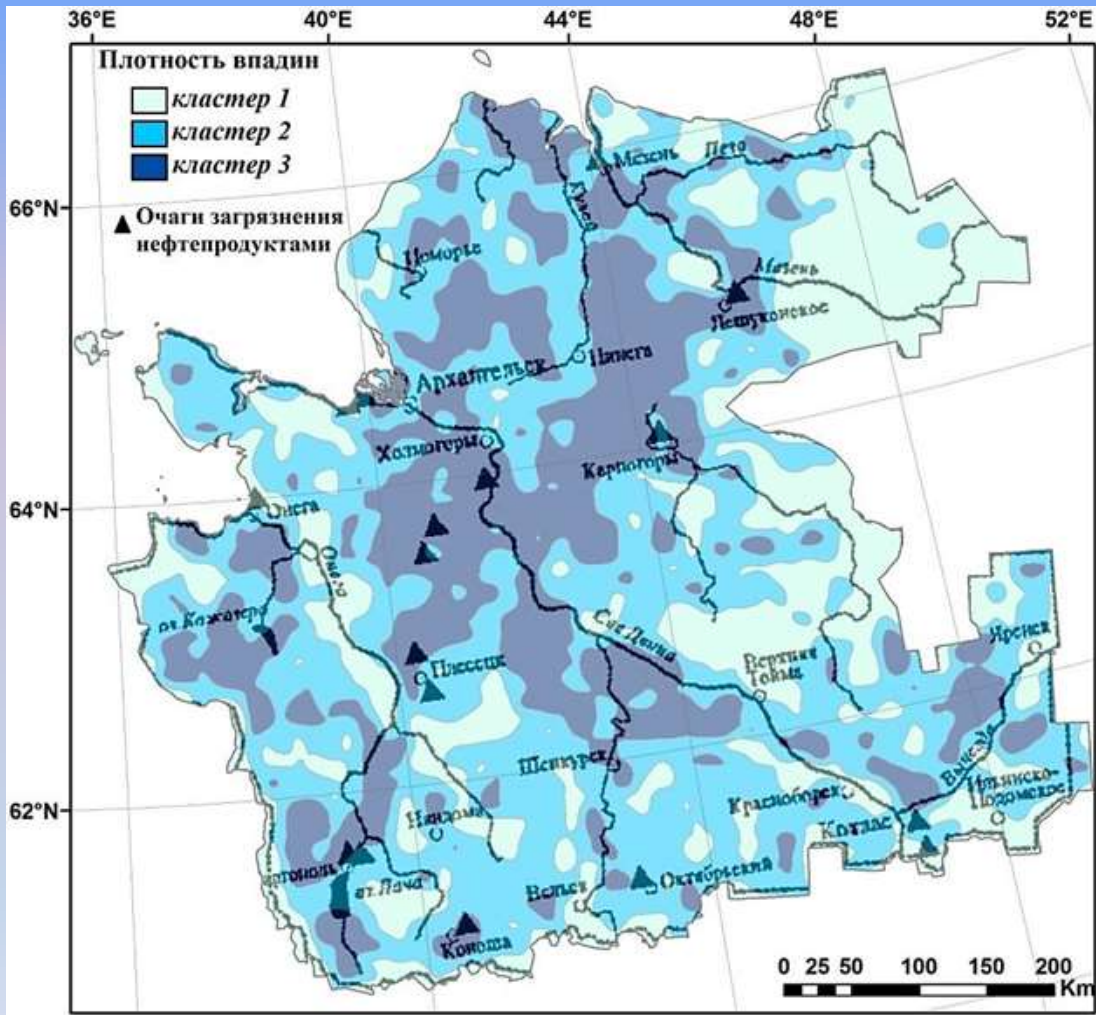 36°E 40°E 44°E 48°E 52°E
Плотность впадин
кластер 1
кластер 2
кластер 3
Очаги загрязнения
нефтепродуктами
66°N
64°N
62°N
Мезень
Пеза
Кулой
Поморье
Мезень
Лешуконское
Пинега
Архангельск
Холмогоры
Карпогоры
Онега
Онега
оз. Кожозеро
Плесецк
Сев Двина
Верхняя
Тойма
Яренск
Шенкурск
Вычегда
Красноборск
Котлас
Няндома
оз. Лача
Вельск
Октябрьский
Коноша
0 25 50 100 150 200
Km